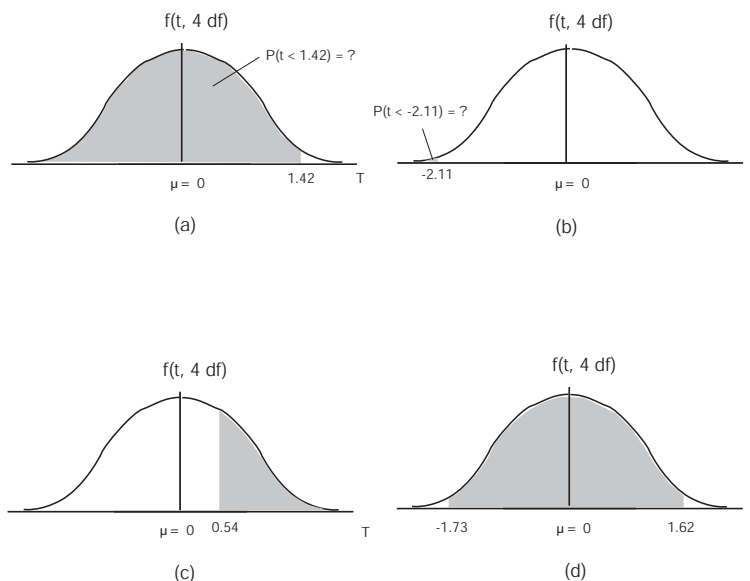 f(t, 4 df)
P(t < 1.42) = ?
μ = 0
1.42
T
(a)
f(t, 4 df)
P(t < -2.11) = ?
-2.11
μ = 0
(b)
f(t, 4 df)
μ = 0
0.54
T
(c)
f(t, 4 df)
-1.73
μ = 0
1.62
(d)